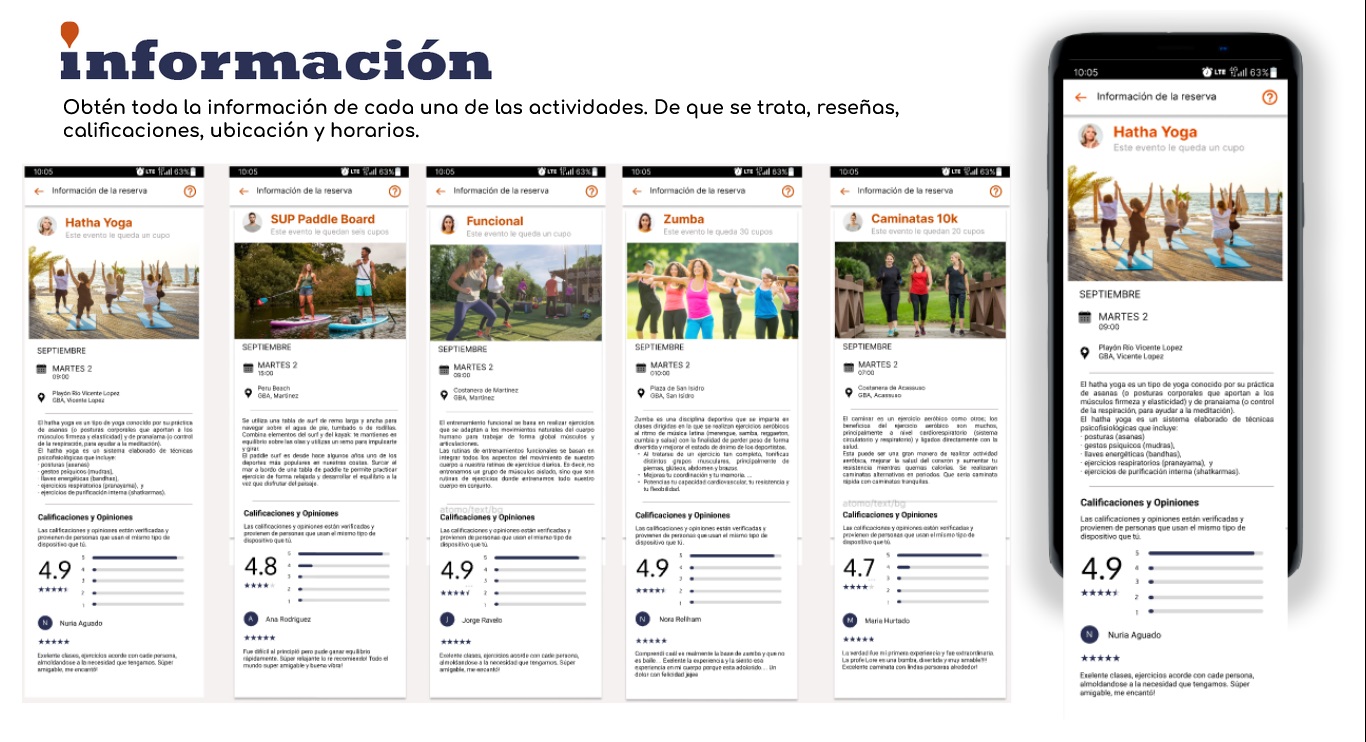 información
Obtén toda la información de cada una de las actividades. De que se trata, reseñas,
calificaciones, ubicación y horarios.
10:05 LTE 63%
Información de la reserva
Hatha Yoga
Este evento le queda un cupo
SEPTIEMBRE
MARTES 2
09:00
Playón Río Vicente Lopez
GBA, Vicente Lopez
El hatha yoga es un tipo de yoga conocido por su práctica
de asanas (o posturas corporales que aportan a los
músculos firmeza y elasticidad) y de pranaiama (o control
de la respiración, para ayudar a la meditación).
El hatha yoga es un sistema elaborado de técnicas
psicofisiológicas que incluye:
· posturas (asanas)
· gestos psíquicos (mudras),
· llaves energéticas (bandhas),
· ejercicios respiratorios (pranayama), y
· ejercicios de purificación interna (shatkarmas).
Calificaciones y Opiniones
Las calificaciones y opiniones están verificadas y
provienen de personas que usan el mismo tipo de
dispositivo que tú.
4.9
5
4
3
2
1
N Nuria Aguado
Exelente clases, ejercicios acorde con cada persona,
almoldandose a la necesidad que tengamos. Súper
amigable, me encantó!
10:05 LTE 63%
Información de la reserva
SUP Paddle Board
Este evento le quedan seis cupos
SEPTIEMBRE
MARTES 2
15:00
Peru Beach
GBA, Martínez
Se utiliza una tabla de surf de remo larga y ancha para
navegar sobre el agua de pie, tumbado o de rodillas.
Combina elementos del surf y del kayak: te mantienes en
equilibrio sobre las olas y utilizas un remo para impulsarte
y girar.
El paddle surf es desde hace algunos años uno de los
deportes más populares en nuestras costas. Surcar el
mar a bordo de una tabla de paddle te permite practicar
ejercicio de forma relajada y desarrollar el equilibrio a la
vez que disfrutar del paisaje.
Calificaciones y Opiniones
Las calificaciones y opiniones están verificadas y
provienen de personas que usan el mismo tipo de
dispositivo que tú.
4.8
5
4
3
2
1
A Ana Rodriguez
Fue difícil al principió pero pude ganar equilibrio
rápidamente. Súper relajante lo re recomiendo! Todo el
mundo super amigable y buena vibra!
10:05 LTE 63%
Información de la reserva
Funcional
Este evento le queda un cupo
SEPTIEMBRE
MARTES 2
09:00
Costanera de Martínez
GBA, Martinez
El entrenamiento funcional se basa en realizar ejercicios
que se adaptan a los movimientos naturales del cuerpo
humano para trabajar de forma global músculos y
articulaciones.
Las rutinas de entrenamientos funcionales se basan en
integrar todos los aspectos del movimiento de nuestro
cuerpo a nuestra rutinas de ejercicios diarios. Es decir, no
entrenamos un grupo de músculos aislado, sino que son
rutinas de ejercicios donde entrenamos todo nuestro
cuerpo en conjunto.
atomo/text/bg
Calificaciones y Opiniones
Las calificaciones y opiniones están verificadas y
provienen de personas que usan el mismo tipo de
dispositivo que tú.
4.9
5
4
3
2
1
J Jorge Ravelo
Exelente clases, ejercicios acorde con cada persona,
almoldandose a la necesidad que tengamos. Súper
amigable, me encantó!
10:05 LTE 63%
Información de la reserva
Zumba
Este evento le queda 30 cupos
SEPTIEMBRE
MARTES 2
010:00
Plaza de San Isidro
GBA, San Isidro
Zumba es una disciplina deportiva que se imparte en
clases dirigidas en la que se realizan ejercicios aeróbicos
al ritmo de música latina (merengue, samba, reggaeton,
cumbia y salsa) con la finalidad de perder peso de forma
divertida y mejorar el estado de ánimo de los deportistas.
- Al tratarse de un ejercicio tan completo, tonificas
distintos grupos musculares, principalmente de
piernas, glúteos, abdomen y brazos.
- Mejoras tu coordinación y tu memoria....
- Potencias tu capacidad cardiovascular, tu resistencia y
tu flexibilidad.
Calificaciones y Opiniones
Las calificaciones y opiniones están verificadas y
provienen de personas que usan el mismo tipo de
dispositivo que tú.
4.9
5
4
3
2
1
N Nora Reliham
Comprendí cuál es realmente la base de zumba y que no
es baile... Exelente la experiencia y la siento esa
experiencia en mi cuerpo porque esta adolorido ... Un
dolor con felicidad jajaja
10:05 LTE 63%
Información de la reserva
Caminatas 10k
Este evento le quedan 20 cupos
SEPTIEMBRE
MARTES 2
07:00
Costanera de Acassuso
GBA, Acassuso
El caminar es un ejercicio aeróbico como otros; los
beneficios del ejercicio aeróbico son muchos,
principalmente a nivel cardiorespiratorio (sistema
circulatorio y respiratorio) y ligados directamente con la
salud.
Esta puede ser una gran manera de realizar actividad
aeróbica, mejorar la salud del corazón y aumentar tu
resistencia mientras quemas calorías. Se realizaran
caminatas alternativas en periodos. Que sería caminata
rápida con caminatas tranquilas.
atomo/text/bg
Calificaciones y Opiniones
Las calificaciones y opiniones están verificadas y
provienen de personas que usan el mismo tipo de
dispositivo que tú.
4.7
5
4
3
2
1
M Maria Hurtado
La verdad fue mi primera experiencia y fue extraordinaria.
La profe Lore es una bomba, divertida y muy amable!!!!
Excelente caminata con lindas personas alrededor!
10:05 LTE 4G 63%
Información de la reserva
Hatha Yoga
Este evento le queda un cupo
SEPTIEMBRE
MARTES 2
09:00
Playón Río Vicente Lopez
GBA, Vicente Lopez
El hatha yoga es un tipo de yoga conocido por su práctica
de asanas (o posturas corporales que aportan a los
músculos firmeza y elasticidad) y de pranaiama (o control
de la respiración, para ayudar a la meditación).
El hatha yoga es un sistema elaborado de técnicas
psicofisiológicas que incluye:
· posturas (asanas)
· gestos psíquicos (mudras),
· llaves energéticas (bandhas),
· ejercicios respiratorios (pranayama), y
· ejercicios de purificación interna (shatkarmas).
Calificaciones y Opiniones
Las calificaciones y opiniones están verificadas y
provienen de personas que usan el mismo tipo de
dispositivo que tú.
4.9
5
4
3
2
1
N Nuria Aguado
Exelente clases, ejercicios acorde con cada persona,
almoldandose a la necesidad que tengamos. Súper
amigable, me encantó!